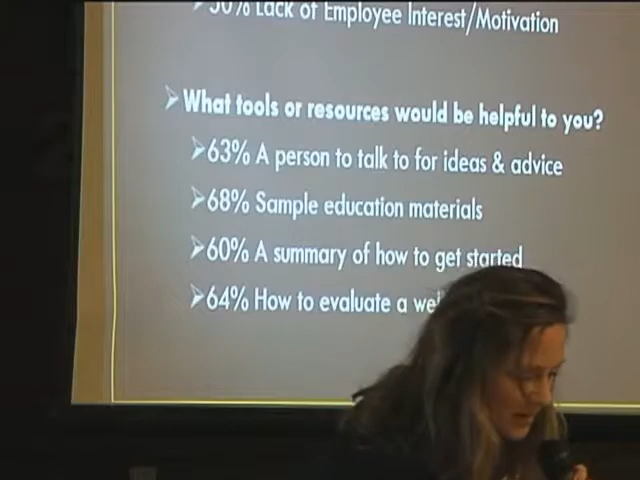 50% Lack of Employee Interest/Motivation
What tools or resources would be helpful to you?
63% A person to talk to for ideas & advice
68% Sample education materials
60% A summary of how to get started
64% How to evaluate a